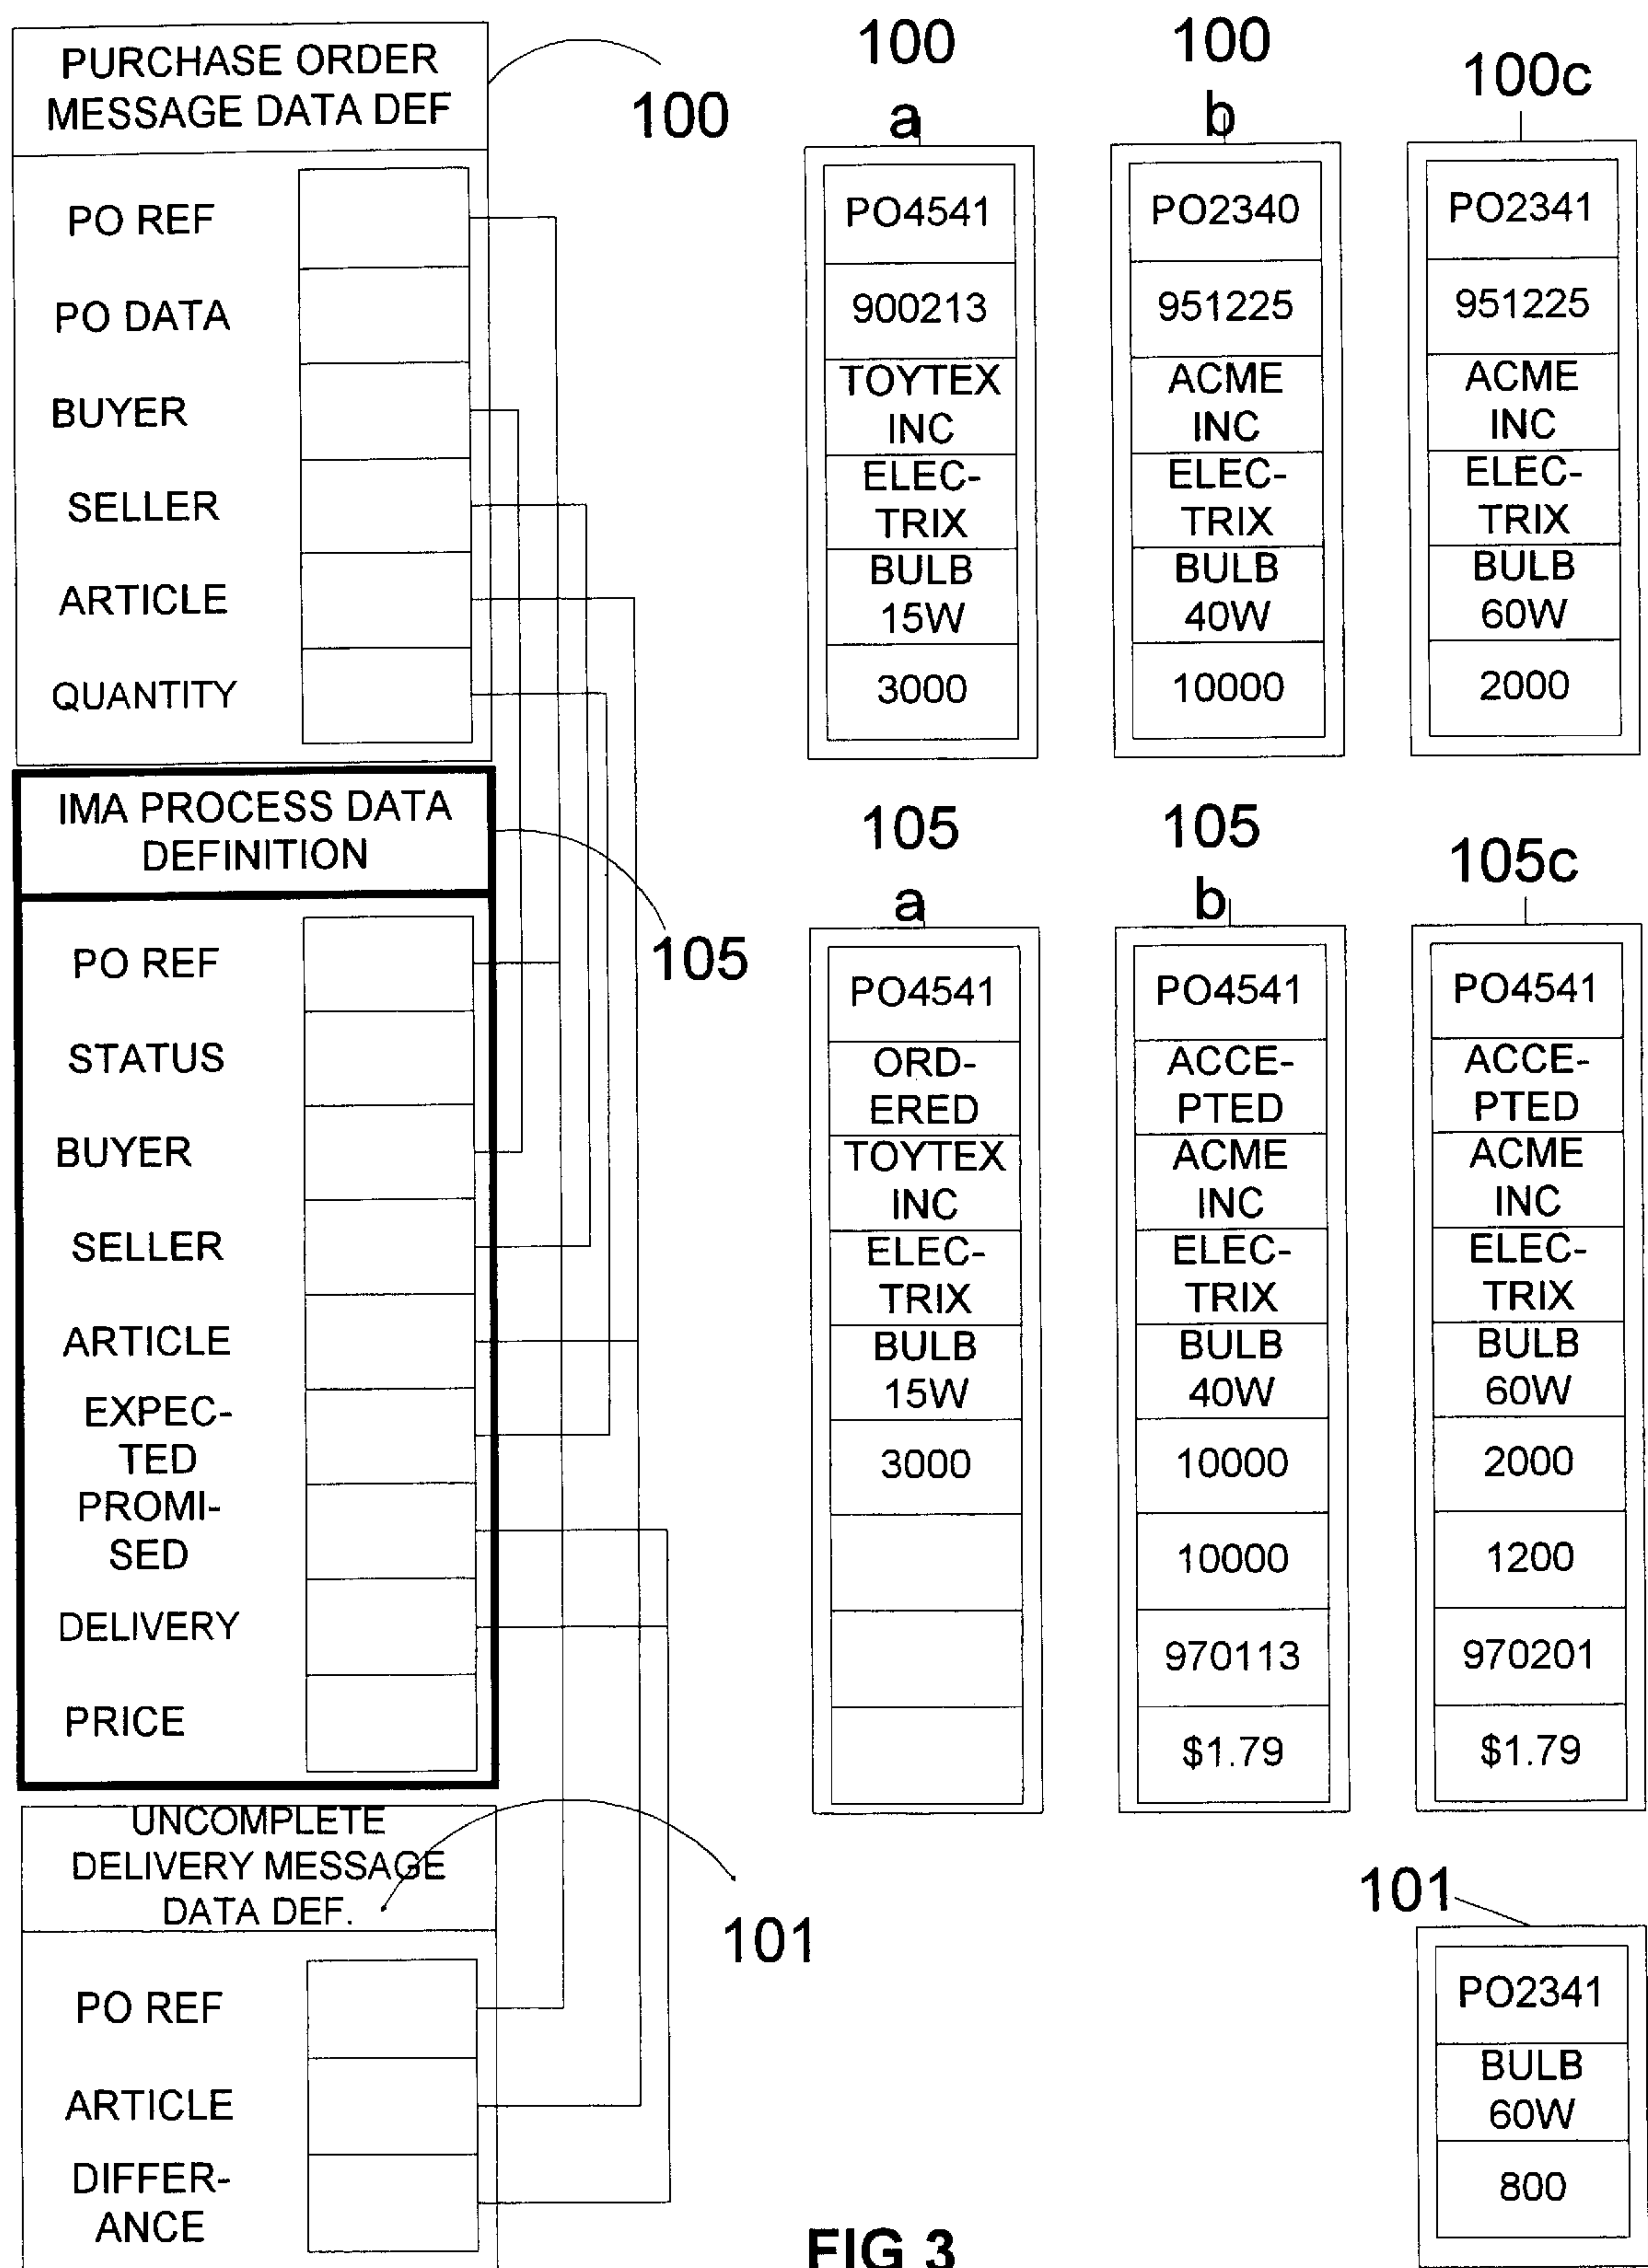 PURCHASE ORDER
MESSAGE DATA DEF
100
PO REF
PO DATA
BUYER
SELLER
ARTICLE
QUANTITY
100
a
PO4541
900213
TOYTEX
INC
ELEC-
TRIX
BULB
15W
3000
100
b
PO2340
951225
ACME
INC
ELEC-
TRIX
BULB
40W
10000
100c
PO2341
951225
ACME
INC
ELEC-
TRIX
BULB
60W
2000
IMA PROCESS DATA
DEFINITION
105
PO REF
STATUS
BUYER
SELLER
ARTICLE
EXPEC-
TED
PROMI-
SED
DELIVERY
PRICE
105
a
PO4541
ORD-
ERED
TOYTEX
INC
ELEC-
TRIX
BULB
15W
3000
105
b
PO4541
ACCE-
PTED
ACME
INC
ELEC-
TRIX
BULB
40W
10000
10000
970113
$1.79
105c
PO4541
ACCE-
PTED
ACME
INC
ELEC-
TRIX
BULB
60W
2000
1200
970201
$1.79
UNCOMPLETE
DELIVERY MESSAGE
DATA DEF.
101
PO REF
ARTICLE
DIFFER-
ANCE
101
PO2341
BULB
60W
800
FIG 3